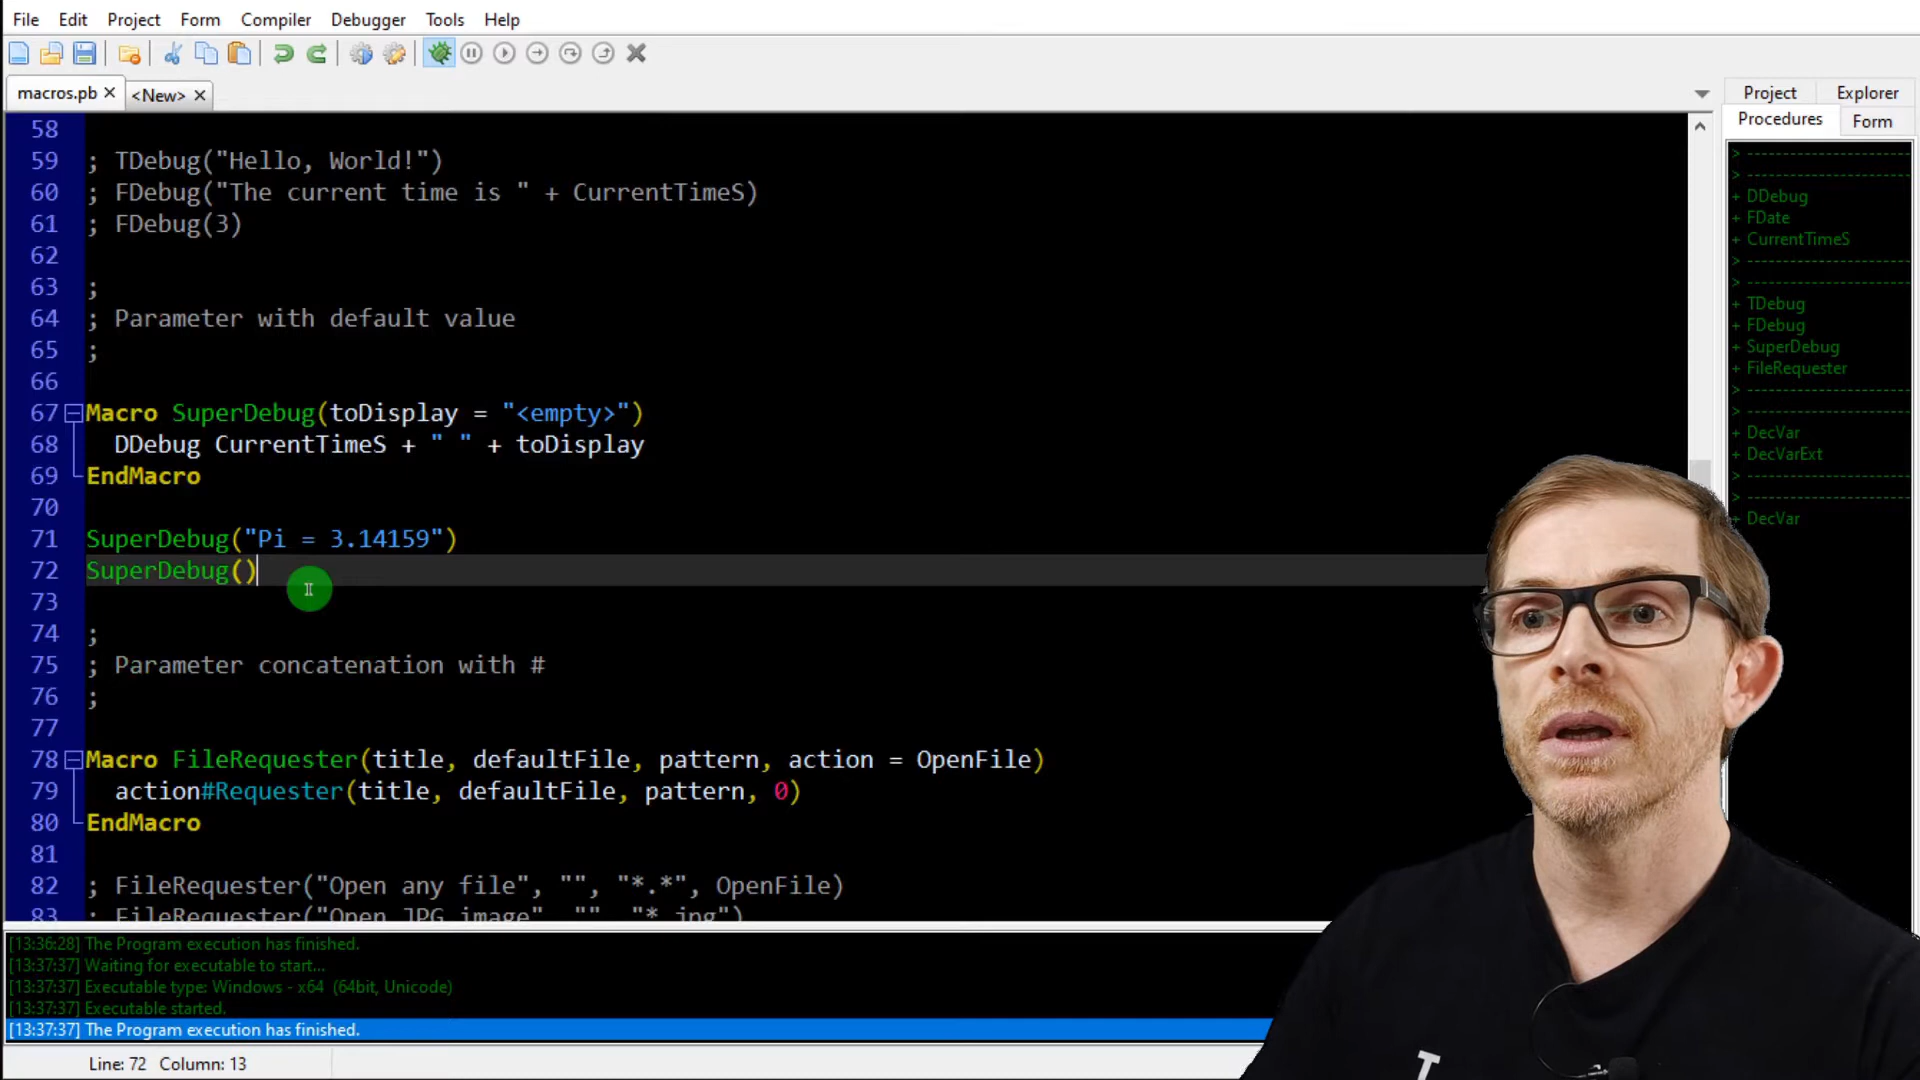 File Edit Project Form Compiler Debugger Tools Help
macros.pb <New>
Project Explorer
Procedures Form
58
59 ; TDebug("Hello, World!")
60 ; FDebug("The current time is " + CurrentTimeS)
61 ; FDebug(3)
62
63 ;
64 ; Parameter with default value
65 ;
66
67 Macro SuperDebug(toDisplay = "<empty>")
68 DDebug CurrentTimeS + " " + toDisplay
69 EndMacro
70
71 SuperDebug("Pi = 3.14159")
72 SuperDebug()
73
74 ;
75 ; Parameter concatenation with #
76 ;
77
78 Macro FileRequester(title, defaultFile, pattern, action = OpenFile)
79 action#Requester(title, defaultFile, pattern, 0)
80 EndMacro
81
82 ; FileRequester("Open any file", "", "*.*", OpenFile)
83 ; FileRequester("Open JPG image", "", "*.jpg")
> --------------------
> --------------------
+ DDebug
+ FDate
+ CurrentTimeS
> --------------------
> --------------------
+ TDebug
+ FDebug
+ SuperDebug
+ FileRequester
> --------------------
> --------------------
+ DecVar
+ DecVarExt
> --------------------
> --------------------
+ DecVar
[13:36:28] The Program execution has finished.
[13:37:37] Waiting for executable to start...
[13:37:37] Executable type: Windows - x64 (64bit, Unicode)
[13:37:37] Executable started.
[13:37:37] The Program execution has finished.
Line: 72 Column: 13